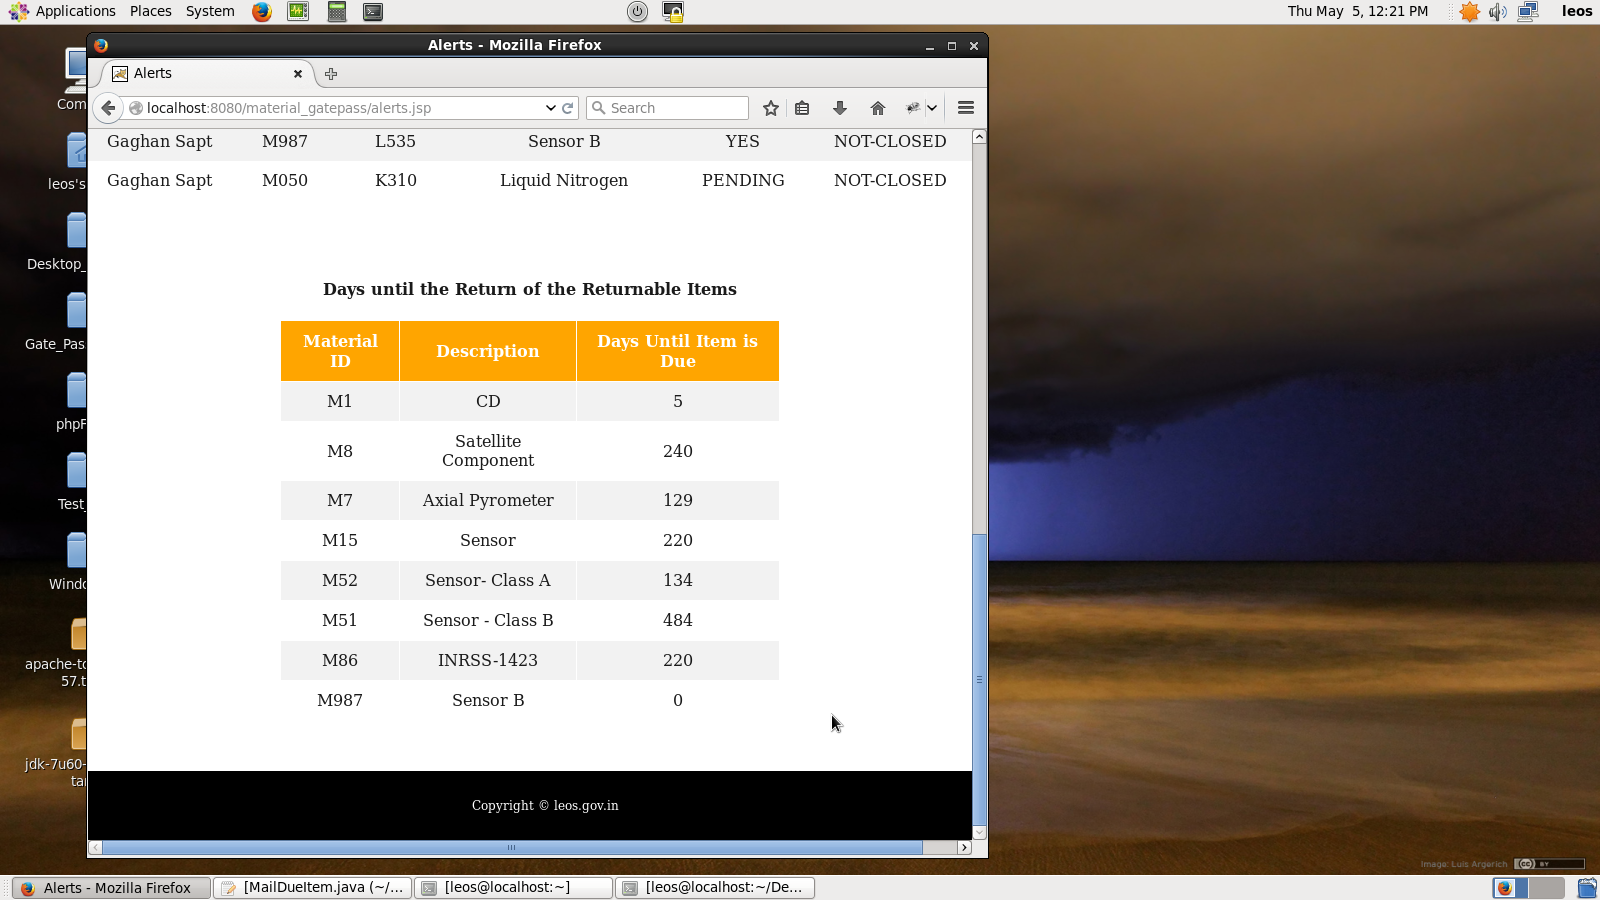 Applications Places System
Thu May 5, 12:21 PM leos
Alerts - Mozilla Firefox
Alerts
localhost:8080/material_gatepass/alerts.jsp
Search
Gaghan Sapt M987 L535 Sensor B YES NOT-CLOSED
Gaghan Sapt M050 K310 Liquid Nitrogen PENDING NOT-CLOSED
Days until the Return of the Returnable Items
Material ID Description Days Until Item is Due
M1 CD 5
M8 Satellite Component 240
M7 Axial Pyrometer 129
M15 Sensor 220
M52 Sensor- Class A 134
M51 Sensor - Class B 484
M86 INRSS-1423 220
M987 Sensor B 0
Copyright © leos.gov.in
Com
leos's
Desktop_
Gate_Pas
phpF
Test_
Windo
apache-to
57.t
jdk-7u60-
tar
Image: Luis Argerich
CC BY
Alerts - Mozilla Firefox
[MailDueItem.java (~/...
[leos@localhost:~]
[leos@localhost:~/De...